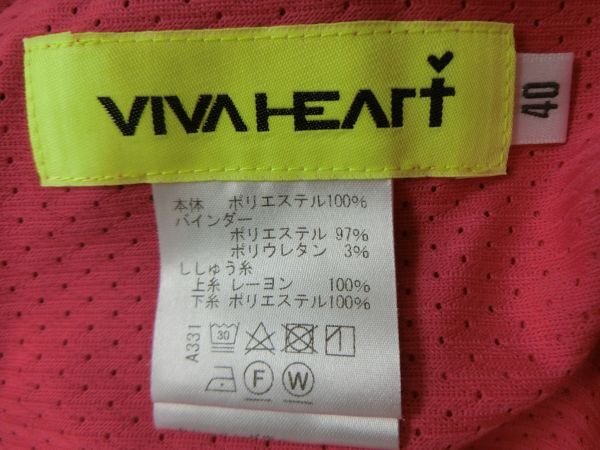 VIVAHEART
40
本体 ポリエステル100%
バインダー
ポリエステル 97%
ポリウレタン 3%
ししゅう糸
上糸 レーヨン 100%
下糸 ポリエステル100%
A331
30
F W